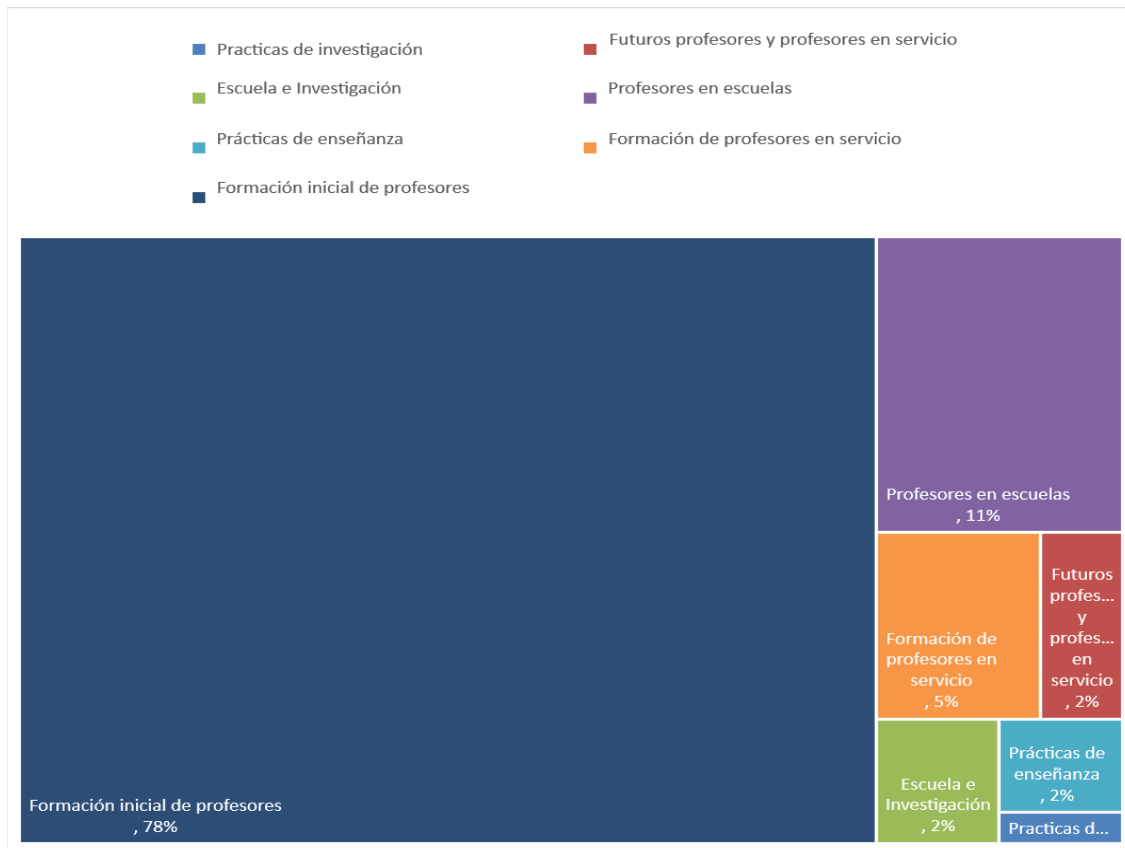 Practicas de investigación
Futuros profesores y profesores en servicio
Escuela e Investigación
Profesores en escuelas
Prácticas de enseñanza
Formación de profesores en servicio
Formación inicial de profesores
Formación inicial de profesores
, 78%
Profesores en escuelas
, 11%
Formación de
profesores en
servicio
, 5%
Futuros
profes...
y
profes...
en
servicio
, 2%
Escuela e
Investigación
, 2%
Prácticas de
enseñanza
, 2%
Practicas d...